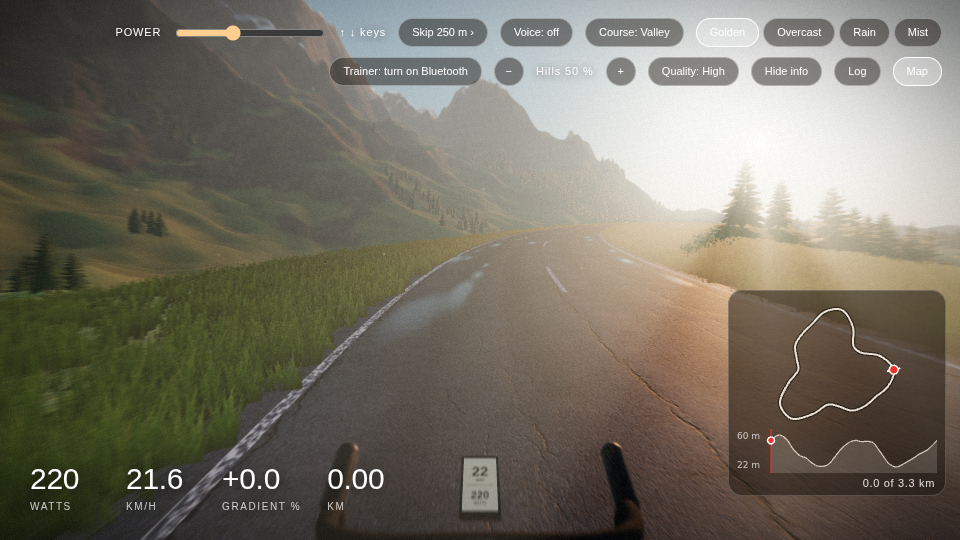 POWER ↑ ↓ keys Skip 250 m › Voice: off Course: Valley Golden Overcast Rain Mist
Trainer: turn on Bluetooth − Hills 50 % + Quality: High Hide info Log Map
60 m
22 m
0.0 of 3.3 km
22
220
220 21.6 +0.0 0.00
WATTS KM/H GRADIENT % KM